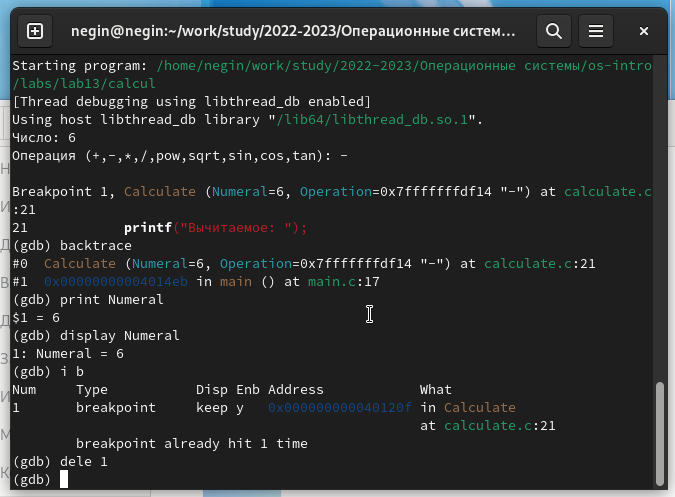 negin@negin:~/work/study/2022-2023/Операционные систем...
Starting program: /home/negin/work/study/2022-2023/Операционные системы/os-intro
/labs/lab13/calcul
[Thread debugging using libthread_db enabled]
Using host libthread_db library "/lib64/libthread_db.so.1".
Число: 6
Операция (+,-,*,/,pow,sqrt,sin,cos,tan): -
Breakpoint 1, Calculate (Numeral=6, Operation=0x7fffffffdf14 "-") at calculate.c
:21
21 printf("Вычитаемое: ");
(gdb) backtrace
#0 Calculate (Numeral=6, Operation=0x7fffffffdf14 "-") at calculate.c:21
#1 0x00000000004014eb in main () at main.c:17
(gdb) print Numeral
$1 = 6
(gdb) display Numeral
1: Numeral = 6
(gdb) i b
Num Type Disp Enb Address What
1 breakpoint keep y 0x000000000040120f in Calculate
at calculate.c:21
breakpoint already hit 1 time
(gdb) dele 1
(gdb)